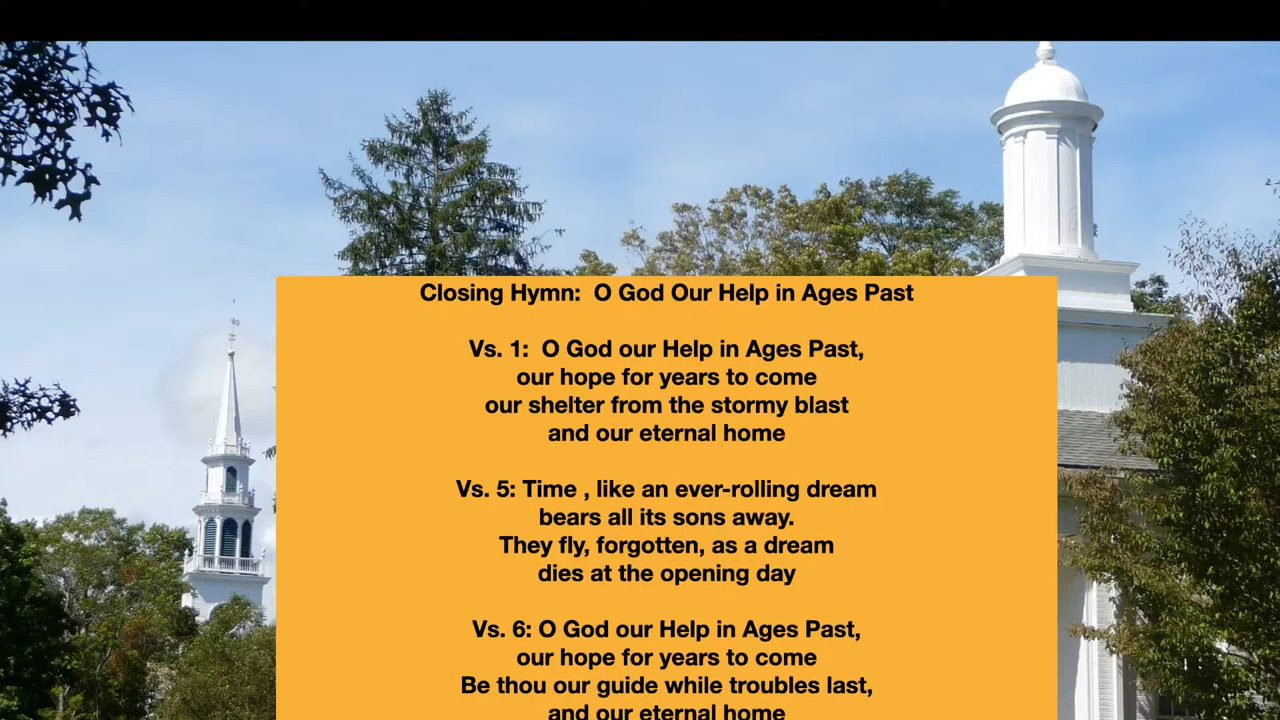 Closing Hymn:  O God Our Help in Ages Past
Vs. 1:  O God our Help in Ages Past,
our hope for years to come
our shelter from the stormy blast
and our eternal home
Vs. 5: Time , like an ever-rolling dream
bears all its sons away.
They fly, forgotten, as a dream
dies at the opening day
Vs. 6: O God our Help in Ages Past,
our hope for years to come
Be thou our guide while troubles last,
and our eternal home